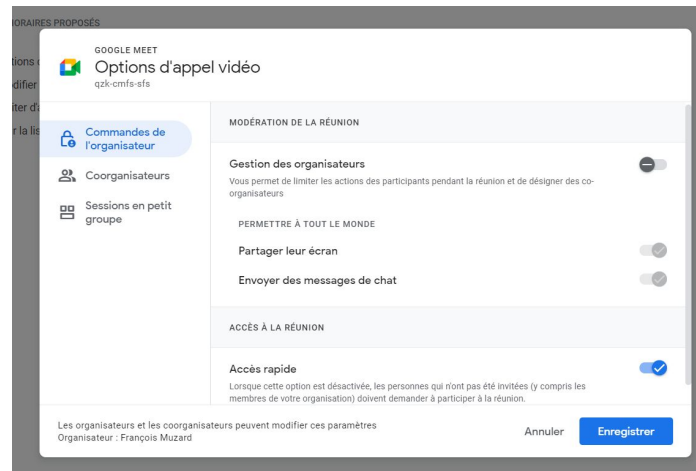 HORAIRES PROPOSÉS
GOOGLE MEET
Options d'appel vidéo
qzk-cmfs-sfs
Commandes de
l'organisateur
Coorganisateurs
Sessions en petit
groupe
MODÉRATION DE LA RÉUNION
Gestion des organisateurs
Vous permet de limiter les actions des participants pendant la réunion et de désigner des co-
organisateurs
PERMETTRE À TOUT LE MONDE
Partager leur écran
Envoyer des messages de chat
ACCÈS À LA RÉUNION
Accès rapide
Lorsque cette option est désactivée, les personnes qui n'ont pas été invitées (y compris les
membres de votre organisation) doivent demander à participer à la réunion.
Les organisateurs et les coorganisateurs peuvent modifier ces paramètres
Organisateur : François Muzard
Annuler
Enregistrer